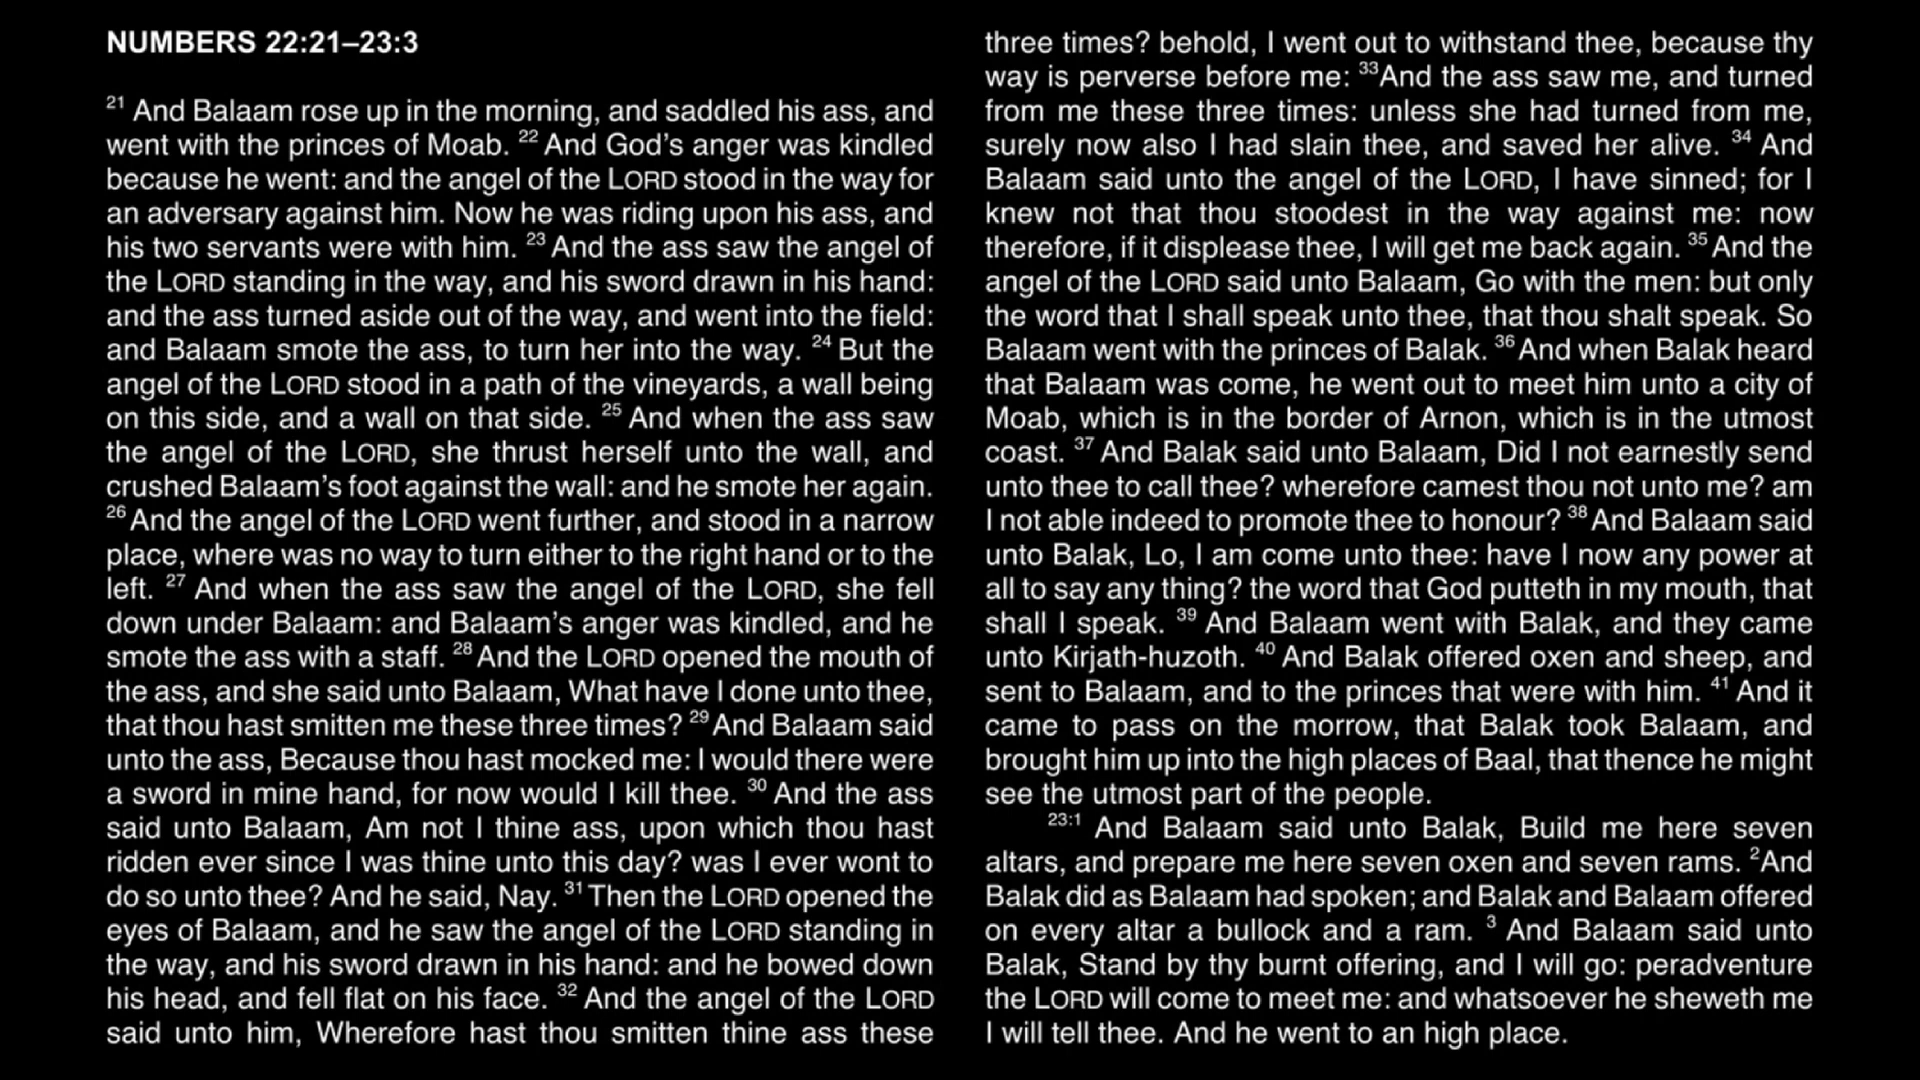 NUMBERS 22:21–23:3
21 And Balaam rose up in the morning, and saddled his ass, and
went with the princes of Moab. 22 And God’s anger was kindled
because he went: and the angel of the LORD stood in the way for
an adversary against him. Now he was riding upon his ass, and
his two servants were with him. 23 And the ass saw the angel of
the LORD standing in the way, and his sword drawn in his hand:
and the ass turned aside out of the way, and went into the field:
and Balaam smote the ass, to turn her into the way. 24 But the
angel of the LORD stood in a path of the vineyards, a wall being
on this side, and a wall on that side. 25 And when the ass saw
the angel of the LORD, she thrust herself unto the wall, and
crushed Balaam’s foot against the wall: and he smote her again.
26 And the angel of the LORD went further, and stood in a narrow
place, where was no way to turn either to the right hand or to the
left. 27 And when the ass saw the angel of the LORD, she fell
down under Balaam: and Balaam’s anger was kindled, and he
smote the ass with a staff. 28 And the LORD opened the mouth of
the ass, and she said unto Balaam, What have I done unto thee,
that thou hast smitten me these three times? 29 And Balaam said
unto the ass, Because thou hast mocked me: I would there were
a sword in mine hand, for now would I kill thee. 30 And the ass
said unto Balaam, Am not I thine ass, upon which thou hast
ridden ever since I was thine unto this day? was I ever wont to
do so unto thee? And he said, Nay. 31 Then the LORD opened the
eyes of Balaam, and he saw the angel of the LORD standing in
the way, and his sword drawn in his hand: and he bowed down
his head, and fell flat on his face. 32 And the angel of the LORD
said unto him, Wherefore hast thou smitten thine ass these
three times? behold, I went out to withstand thee, because thy
way is perverse before me: 33 And the ass saw me, and turned
from me these three times: unless she had turned from me,
surely now also I had slain thee, and saved her alive. 34 And
Balaam said unto the angel of the LORD, I have sinned; for I
knew not that thou stoodest in the way against me: now
therefore, if it displease thee, I will get me back again. 35 And the
angel of the LORD said unto Balaam, Go with the men: but only
the word that I shall speak unto thee, that thou shalt speak. So
Balaam went with the princes of Balak. 36 And when Balak heard
that Balaam was come, he went out to meet him unto a city of
Moab, which is in the border of Arnon, which is in the utmost
coast. 37 And Balak said unto Balaam, Did I not earnestly send
unto thee to call thee? wherefore camest thou not unto me? am
I not able indeed to promote thee to honour? 38 And Balaam said
unto Balak, Lo, I am come unto thee: have I now any power at
all to say any thing? the word that God putteth in my mouth, that
shall I speak. 39 And Balaam went with Balak, and they came
unto Kirjath-huzoth. 40 And Balak offered oxen and sheep, and
sent to Balaam, and to the princes that were with him. 41 And it
came to pass on the morrow, that Balak took Balaam, and
brought him up into the high places of Baal, that thence he might
see the utmost part of the people.
23:1 And Balaam said unto Balak, Build me here seven
altars, and prepare me here seven oxen and seven rams. 2 And
Balak did as Balaam had spoken; and Balak and Balaam offered
on every altar a bullock and a ram. 3 And Balaam said unto
Balak, Stand by thy burnt offering, and I will go: peradventure
the LORD will come to meet me: and whatsoever he sheweth me
I will tell thee. And he went to an high place.